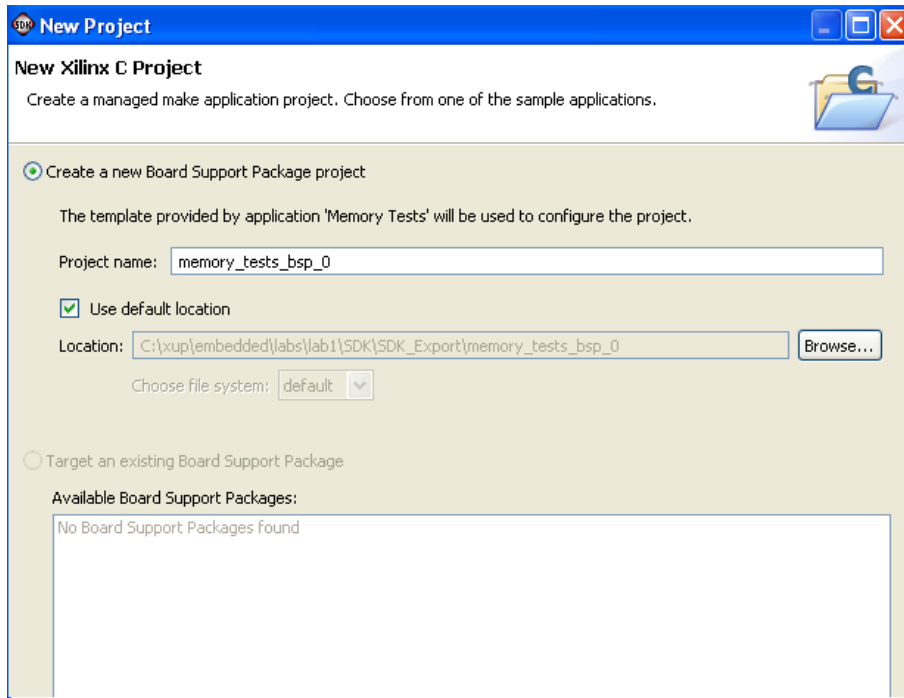 SDK New Project
New Xilinx C Project
Create a managed make application project. Choose from one of the sample applications.
C
Create a new Board Support Package project
The template provided by application 'Memory Tests' will be used to configure the project.
Project name: memory_tests_bsp_0
Use default location
Location: C:\xup\embedded\labs\lab1\SDK\SDK_Export\memory_tests_bsp_0 Browse...
Choose file system: default
Target an existing Board Support Package
Available Board Support Packages:
No Board Support Packages found